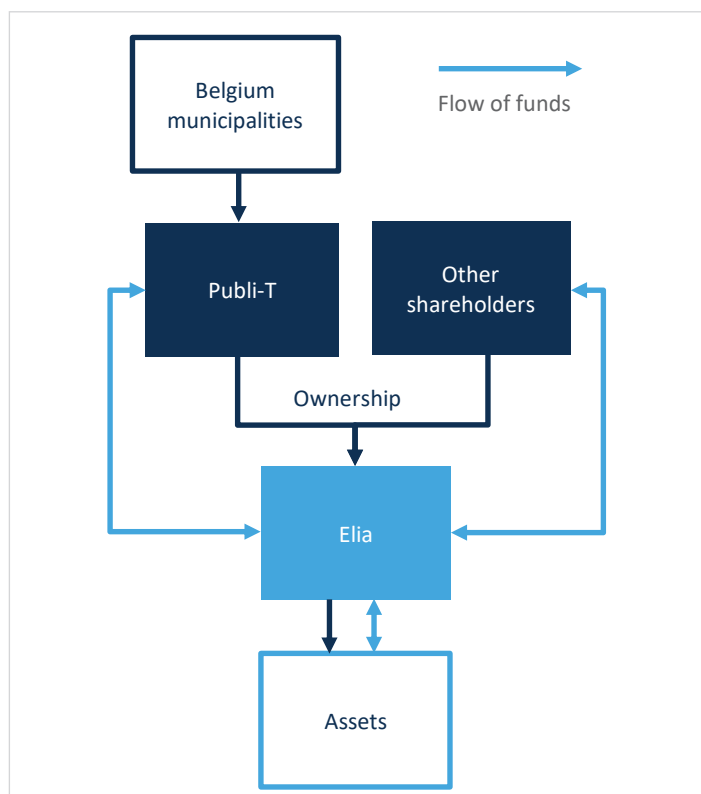 Belgium
municipalities
Flow of funds
Publi-T
Other
shareholders
Ownership
Elia
Assets